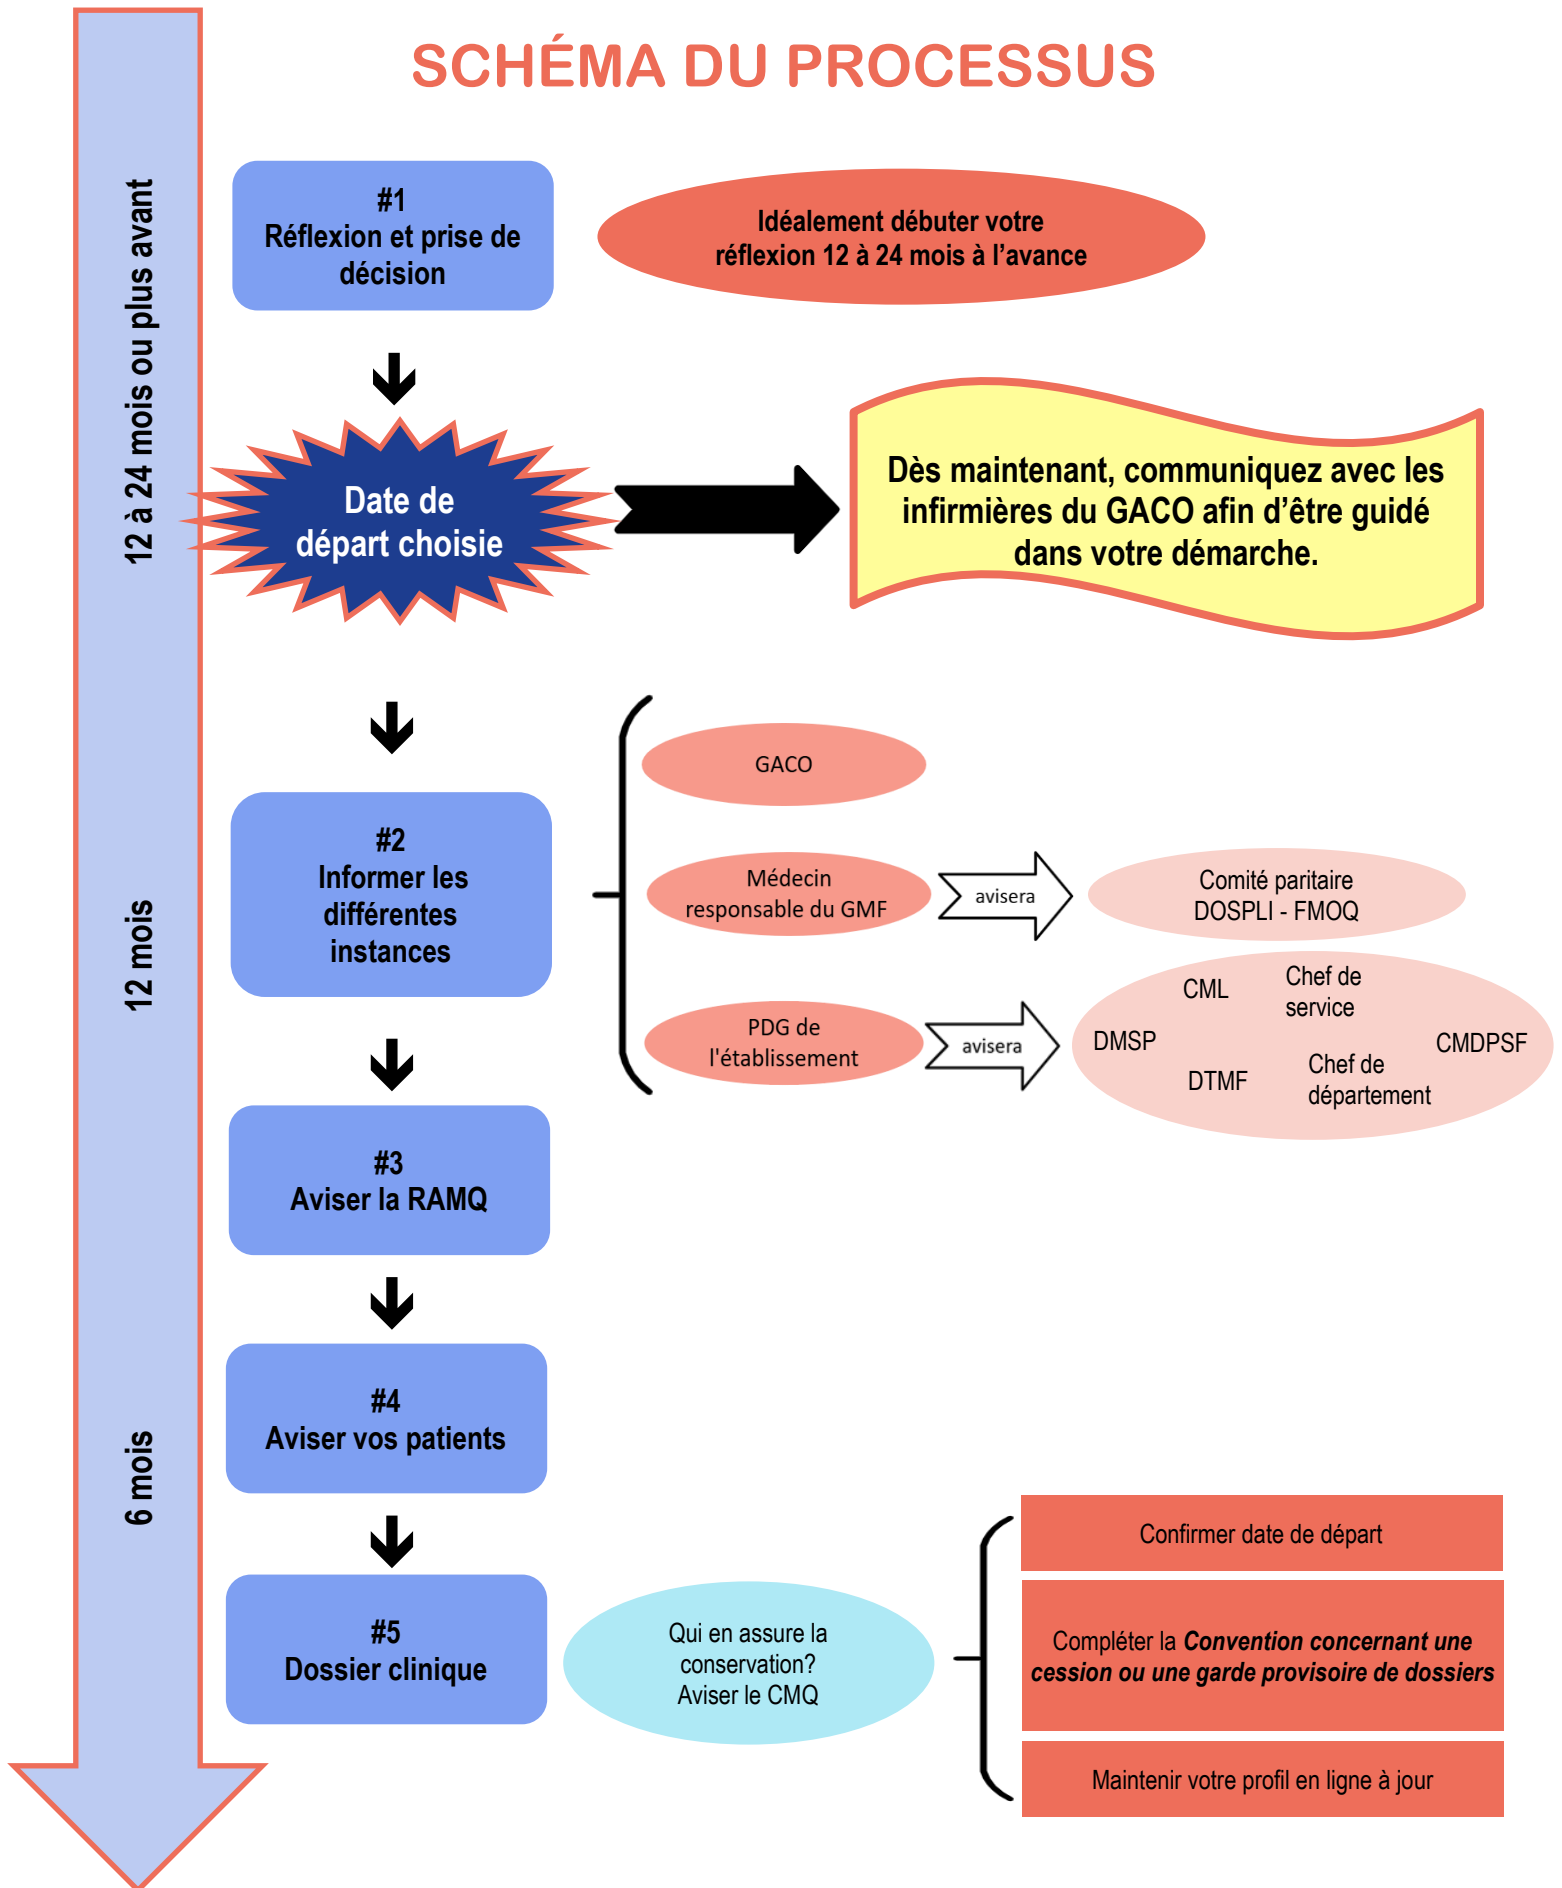 SCHÉMA DU PROCESSUS
12 à 24 mois ou plus avant
#1
Réflexion et prise de
décision
Idéalement débuter votre
réflexion 12 à 24 mois à l’avance
Date de
départ choisie
Dès maintenant, communiquez avec les
infirmières du GACO afin d’être guidé
dans votre démarche.
12 mois
#2
Informer les
différentes
instances
GACO
Médecin
responsable du GMF
avisera
Comité paritaire
DOSPLI - FMOQ
PDG de
l'établissement
avisera
CML
Chef de
service
DMSP
CMDPSF
DTMF
Chef de
département
#3
Aviser la RAMQ
6 mois
#4
Aviser vos patients
#5
Dossier clinique
Qui en assure la
conservation?
Aviser le CMQ
Confirmer date de départ
Compléter la Convention concernant une
cession ou une garde provisoire de dossiers
Maintenir votre profil en ligne à jour